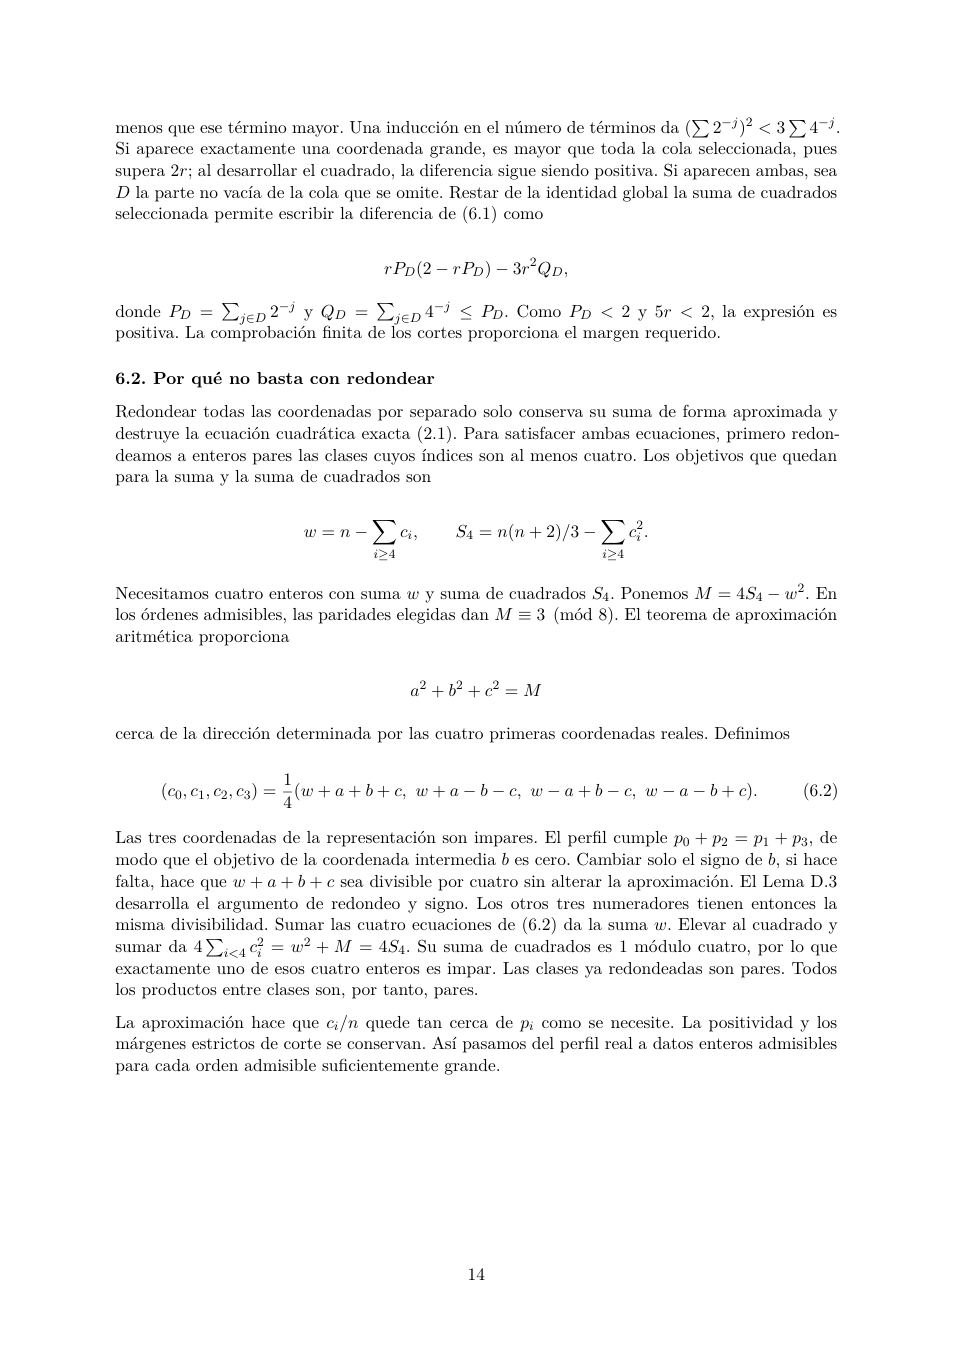 menos que ese término mayor. Una inducción en el número de términos da (∑ 2^{−j})^2 < 3 ∑ 4^{−j}.
Si aparece exactamente una coordenada grande, es mayor que toda la cola seleccionada, pues
supera 2r; al desarrollar el cuadrado, la diferencia sigue siendo positiva. Si aparecen ambas, sea
D la parte no vacía de la cola que se omite. Restar de la identidad global la suma de cuadrados
seleccionada permite escribir la diferencia de (6.1) como
rP_D(2 − rP_D) − 3r^2Q_D,
donde P_D = ∑_{j∈D} 2^{−j} y Q_D = ∑_{j∈D} 4^{−j} ≤ P_D. Como P_D < 2 y 5r < 2, la expresión es
positiva. La comprobación finita de los cortes proporciona el margen requerido.
6.2. Por qué no basta con redondear
Redondear todas las coordenadas por separado solo conserva su suma de forma aproximada y
destruye la ecuación cuadrática exacta (2.1). Para satisfacer ambas ecuaciones, primero redon-
deamos a enteros pares las clases cuyos índices son al menos cuatro. Los objetivos que quedan
para la suma y la suma de cuadrados son
w = n − ∑_{i≥4} c_i, S_4 = n(n + 2)/3 − ∑_{i≥4} c_i^2.
Necesitamos cuatro enteros con suma w y suma de cuadrados S_4. Ponemos M = 4S_4 − w^2. En
los órdenes admisibles, las paridades elegidas dan M ≡ 3 (mód 8). El teorema de aproximación
aritmética proporciona
a^2 + b^2 + c^2 = M
cerca de la dirección determinada por las cuatro primeras coordenadas reales. Definimos
(c_0, c_1, c_2, c_3) = \frac{1}{4}(w + a + b + c, w + a − b − c, w − a + b − c, w − a − b + c). (6.2)
Las tres coordenadas de la representación son impares. El perfil cumple p_0 + p_2 = p_1 + p_3, de
modo que el objetivo de la coordenada intermedia b es cero. Cambiar solo el signo de b, si hace
falta, hace que w + a + b + c sea divisible por cuatro sin alterar la aproximación. El Lema D.3
desarrolla el argumento de redondeo y signo. Los otros tres numeradores tienen entonces la
misma divisibilidad. Sumar las cuatro ecuaciones de (6.2) da la suma w. Elevar al cuadrado y
sumar da 4 ∑_{i<4} c_i^2 = w^2 + M = 4S_4. Su suma de cuadrados es 1 módulo cuatro, por lo que
exactamente uno de esos cuatro enteros es impar. Las clases ya redondeadas son pares. Todos
los productos entre clases son, por tanto, pares.
La aproximación hace que c_i/n quede tan cerca de p_i como se necesite. La positividad y los
márgenes estrictos de corte se conservan. Así pasamos del perfil real a datos enteros admisibles
para cada orden admisible suficientemente grande.
14